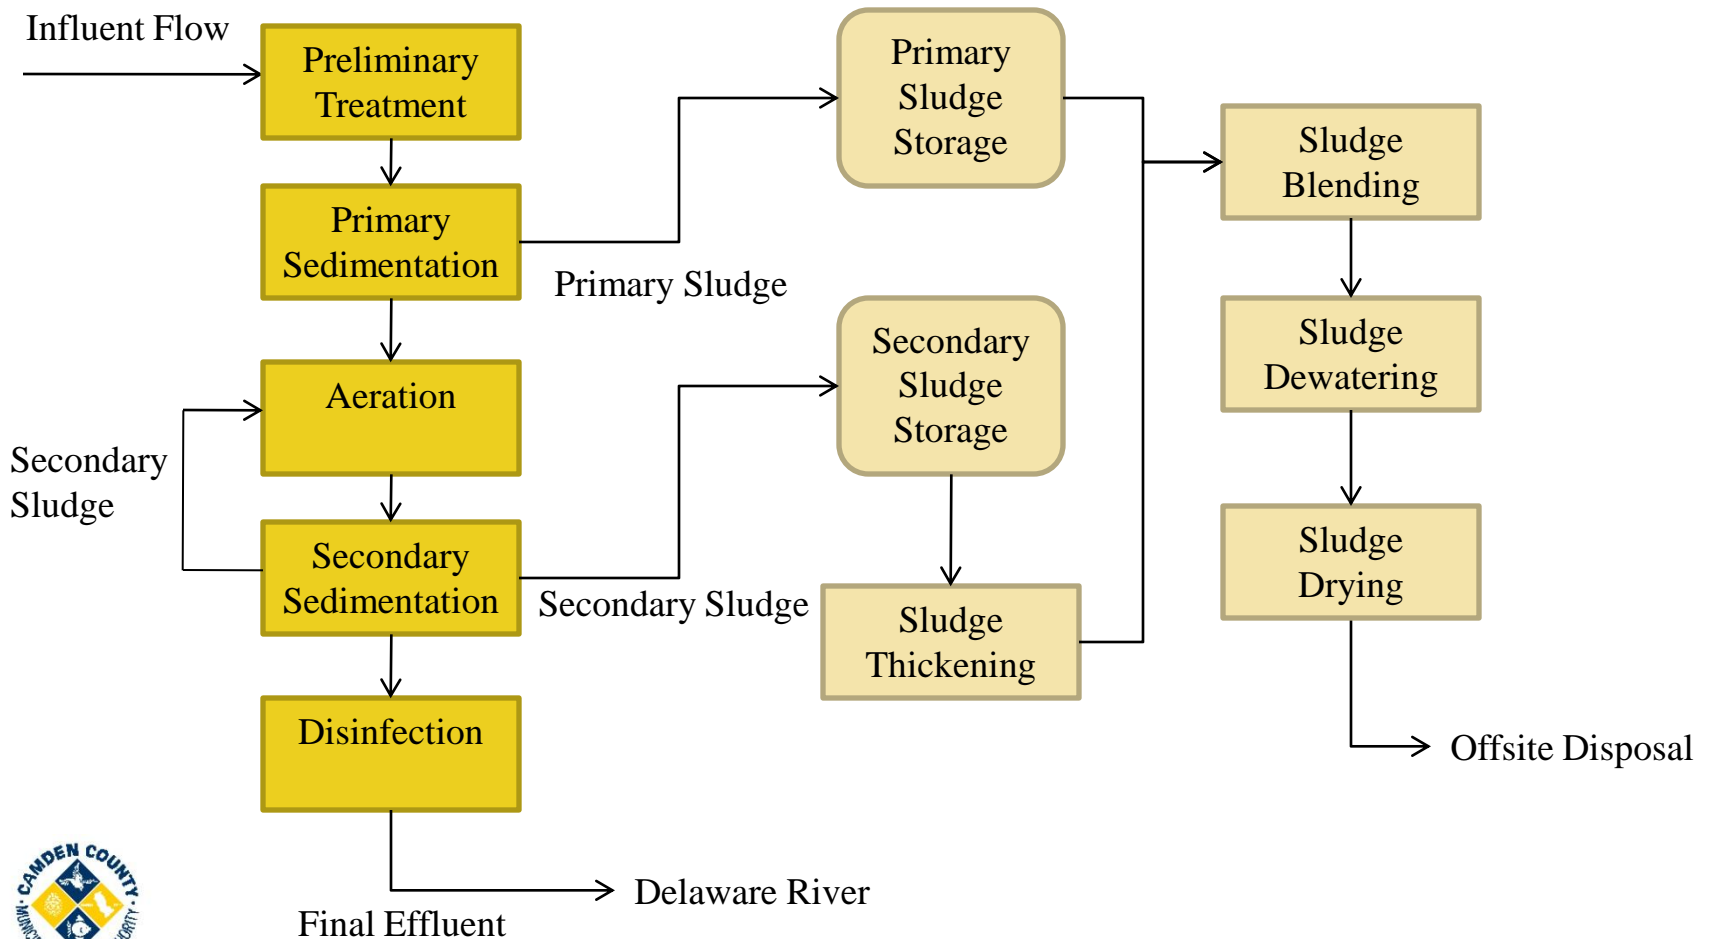 Influent Flow
Preliminary
Treatment
Primary
Sludge
Storage
Sludge
Blending
Primary
Sedimentation
Primary Sludge
Secondary
Sludge
Storage
Sludge
Dewatering
Aeration
Secondary
Sludge
Secondary
Sedimentation
Secondary Sludge
Sludge
Thickening
Sludge
Drying
Disinfection
Offsite Disposal
Delaware River
Final Effluent
CAMDEN COUNTY